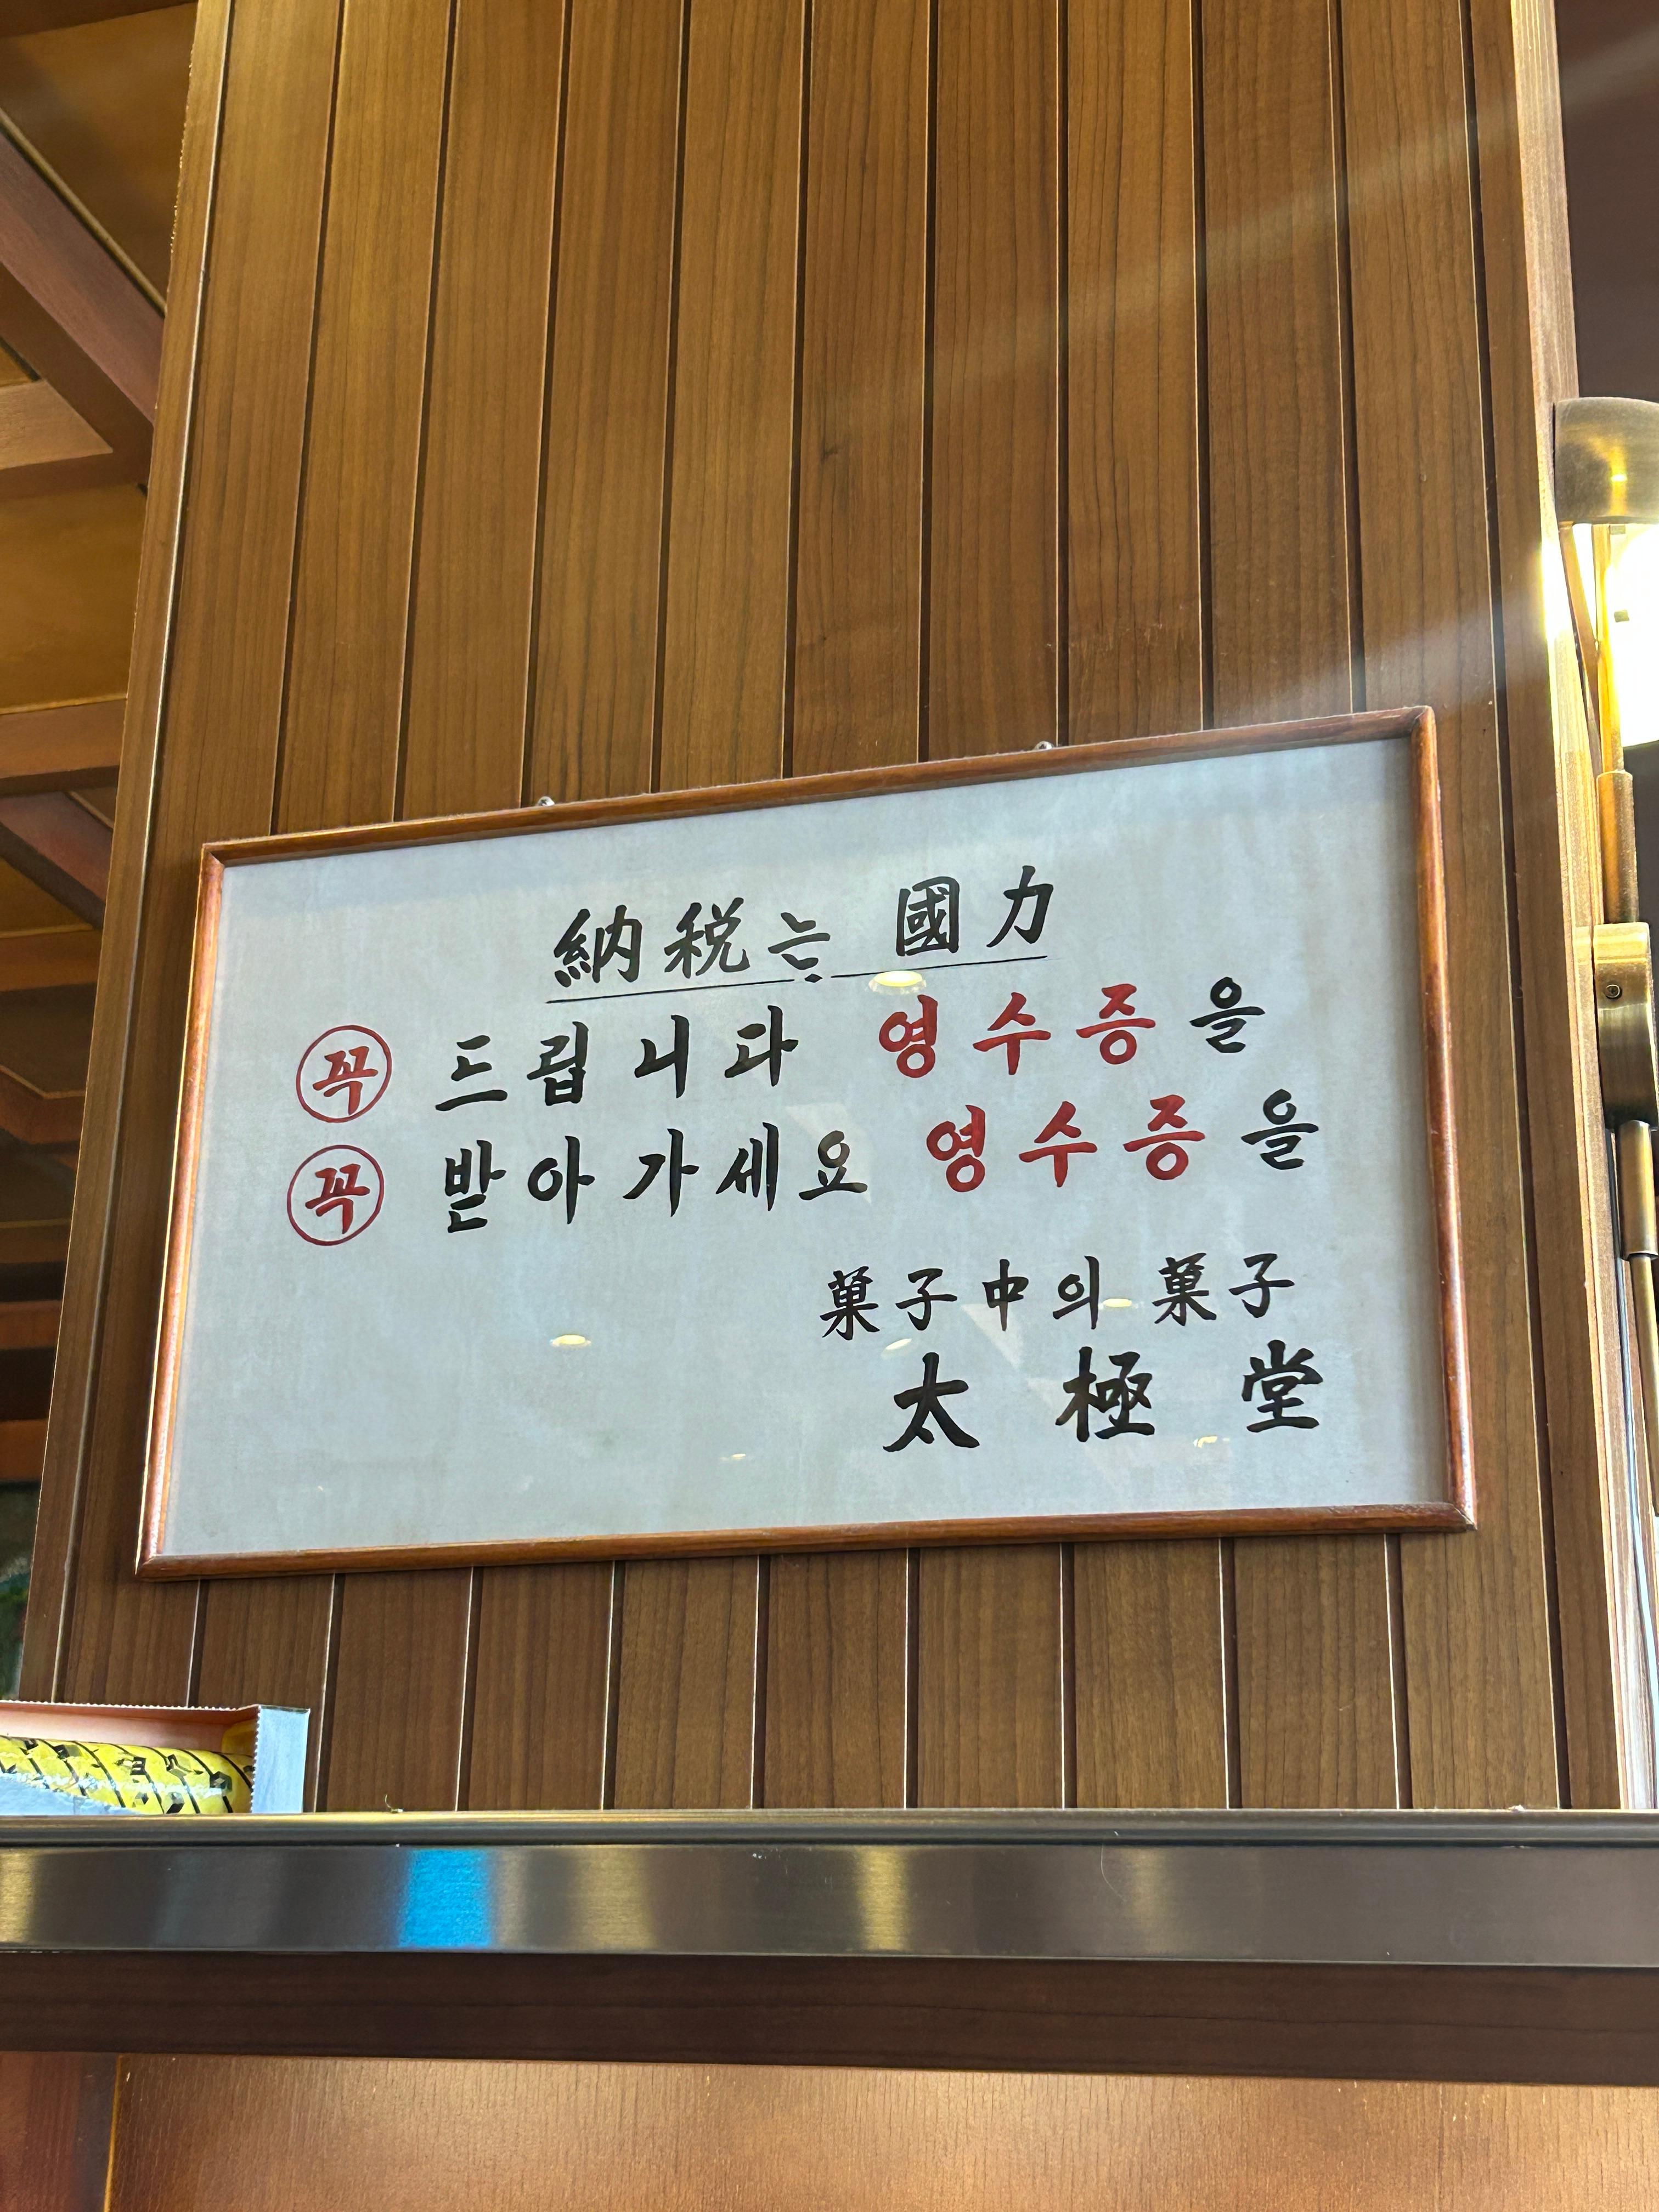 納税는 國力
꼭 드립니다 영수증을
꼭 받아가세요 영수증을
菓子中의 菓子
太極堂